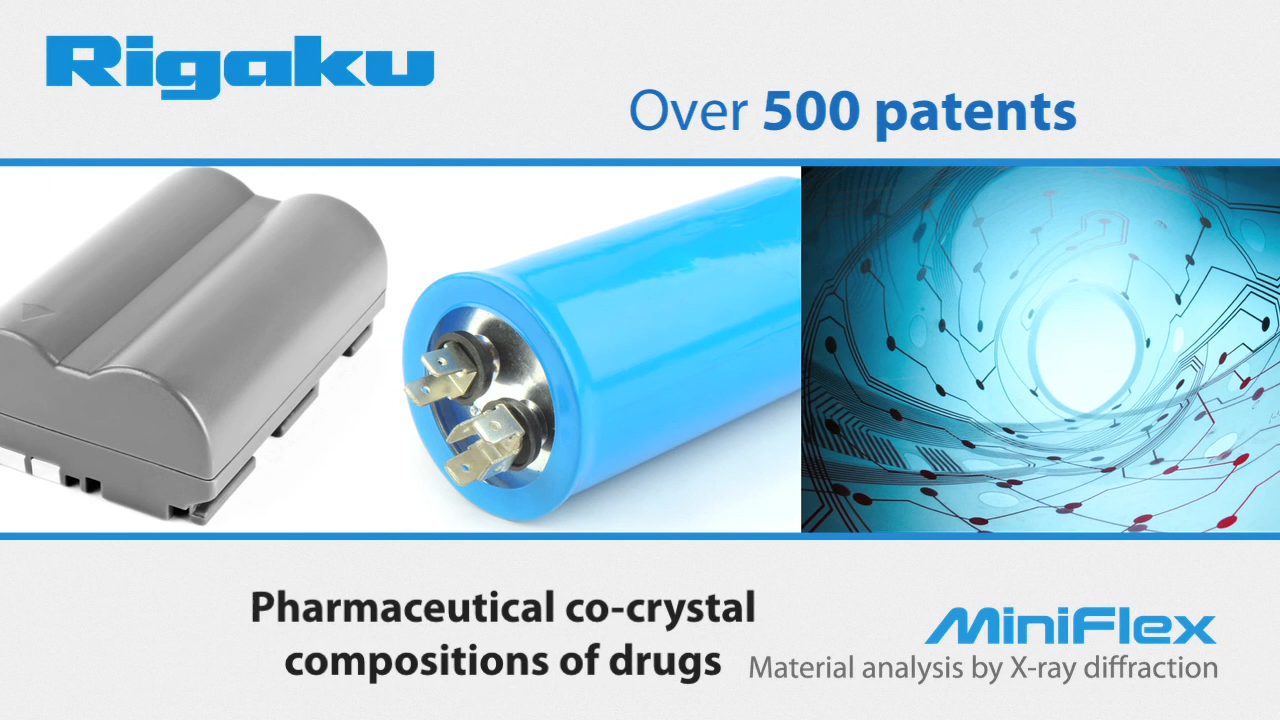 Rigaku
Over 500 patents
Pharmaceutical co-crystal
compositions of drugs
MiniFlex
Material analysis by X-ray diffraction